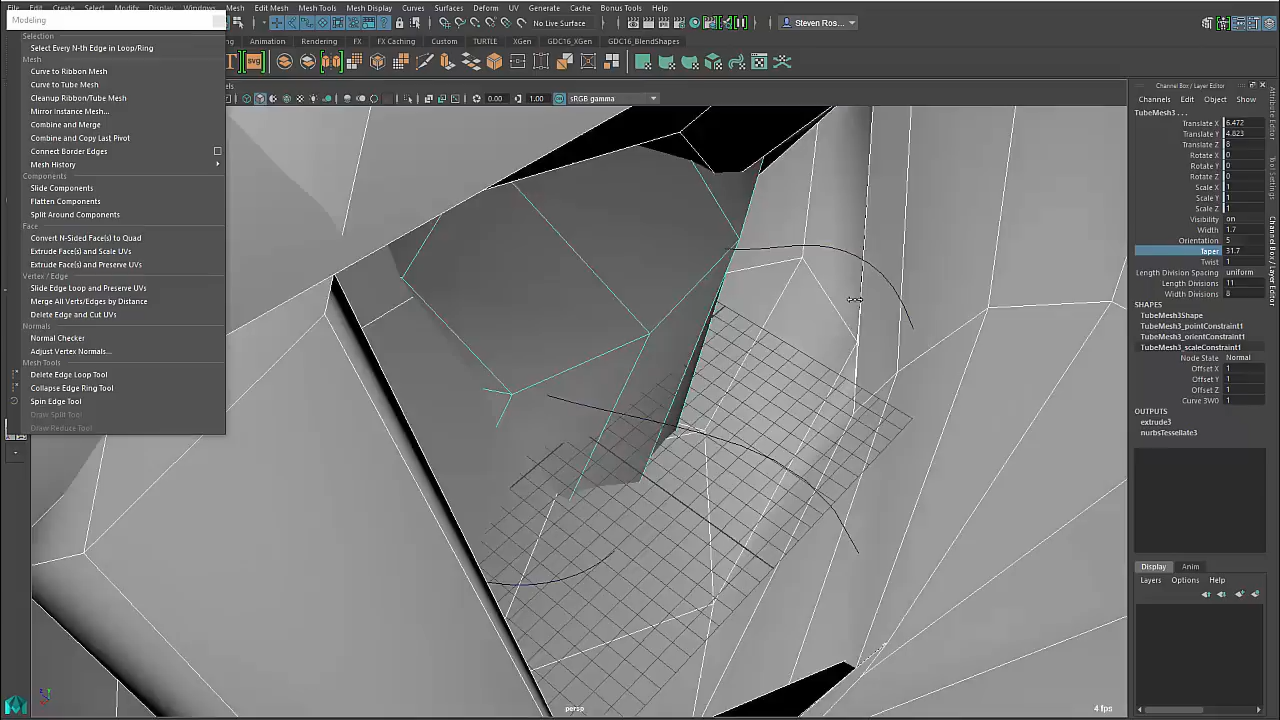 File Edit Create Select Modify Display Windows Mesh Edit Mesh Mesh Tools Mesh Display Curves Surfaces Deform UV Generate Cache Bonus Tools Help
Modeling
No Live Surface
Steven Ros...
Animation Rendering FX FX Caching Custom TURTLE XGen GDC16_XGen GDC16_BlendShapes
svg
0.00 1.00 sRGB gamma
Selection
Select Every N-th Edge in Loop/Ring
Mesh
Curve to Ribbon Mesh
Curve to Tube Mesh
Cleanup Ribbon/Tube Mesh
Mirror Instance Mesh...
Combine and Merge
Combine and Copy Last Pivot
Connect Border Edges
Mesh History
Components
Slide Components
Flatten Components
Split Around Components
Face
Convert N-Sided Face(s) to Quad
Extrude Face(s) and Scale UVs
Extrude Face(s) and Preserve UVs
Vertex / Edge
Slide Edge Loop and Preserve UVs
Merge All Verts/Edges by Distance
Delete Edge and Cut UVs
Normals
Normal Checker
Adjust Vertex Normals...
Mesh Tools
Delete Edge Loop Tool
Collapse Edge Ring Tool
Spin Edge Tool
Draw Split Tool
Draw Reduce Tool
persp
4 fps
Channel Box / Layer Editor
Channels Edit Object Show
TubeMesh3 . . .
Translate X 6.472
Translate Y 4.823
Translate Z 8
Rotate X 0
Rotate Y 0
Rotate Z 0
Scale X 1
Scale Y 1
Scale Z 1
Visibility on
Width 1.7
Orientation 5
Taper 31.7
Twist 1
Length Division Spacing uniform
Length Divisions 11
Width Divisions 8
SHAPES
TubeMesh3Shape
TubeMesh3_pointConstraint1
TubeMesh3_orientConstraint1
TubeMesh3_scaleConstraint1
Node State Normal
Offset X 1
Offset Y 1
Offset Z 1
Curve 3W0 1
OUTPUTS
extrude3
nurbsTessellate3
Display Anim
Layers Options Help
Attribute Editor
Tool Settings
Channel Box / Layer Editor